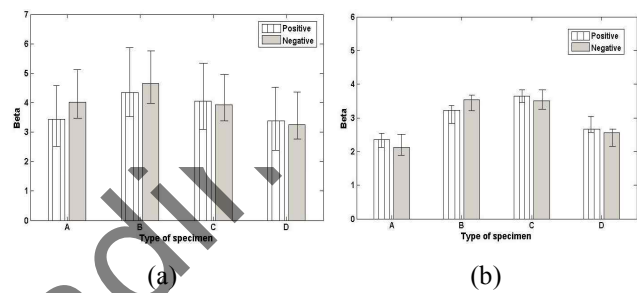 7
6
5
4
3
2
1
0
Beta
Positive
Negative
A B C D
Type of specimen
(a)
6
5
4
3
2
1
0
Beta
Positive
Negative
A B C D
Type of specimen
(b)